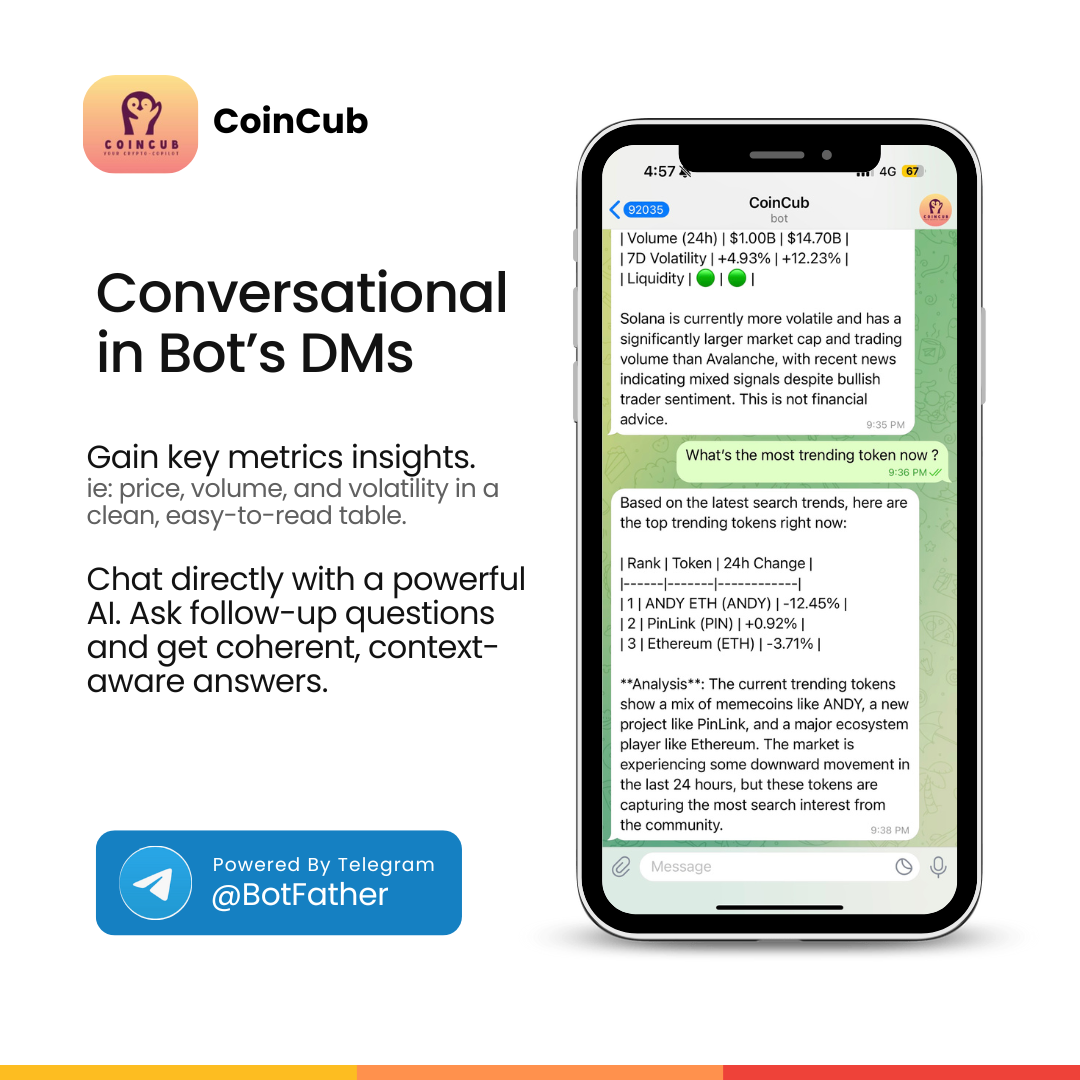 COINCUB
YOUR CRYPTO-COPILOT
CoinCub
Conversational
in Bot’s DMs
Gain key metrics insights.
ie: price, volume, and volatility in a
clean, easy-to-read table.
Chat directly with a powerful
AI. Ask follow-up questions
and get coherent, context-
aware answers.
Powered By Telegram
@BotFather
4:57
4G
67
92035
CoinCub
bot
COINCUB
| Volume (24h) | $1.00B | $14.70B |
| 7D Volatility | +4.93% | +12.23% |
| Liquidity | 🟢 | 🟢 |
Solana is currently more volatile and has a
significantly larger market cap and trading
volume than Avalanche, with recent news
indicating mixed signals despite bullish
trader sentiment. This is not financial
advice.
9:35 PM
What’s the most trending token now ?
9:36 PM
Based on the latest search trends, here are
the top trending tokens right now:
| Rank | Token | 24h Change |
|------|-------|------------|
| 1 | ANDY ETH (ANDY) | -12.45% |
| 2 | PinLink (PIN) | +0.92% |
| 3 | Ethereum (ETH) | -3.71% |
**Analysis**: The current trending tokens
show a mix of memecoins like ANDY, a new
project like PinLink, and a major ecosystem
player like Ethereum. The market is
experiencing some downward movement in
the last 24 hours, but these tokens are
capturing the most search interest from
the community.
9:38 PM
Message